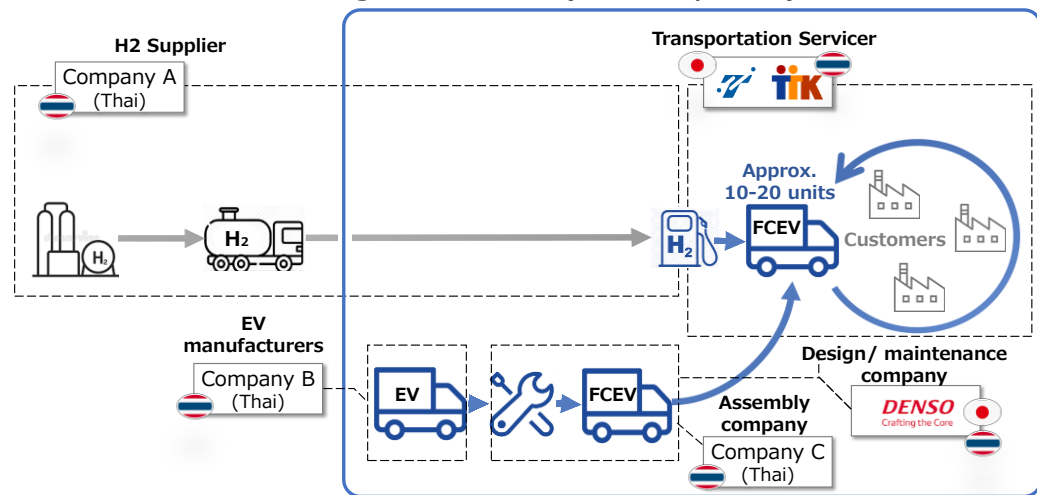 H2 Supplier
Company A
(Thai)
Transportation Servicer
TTK
Approx.
10-20 units
H₂
H₂
H₂
FCEV
Customers
EV
manufacturers
Company B
(Thai)
EV
FCEV
Assembly
company
Company C
(Thai)
Design/ maintenance
company
DENSO
Crafting the Core